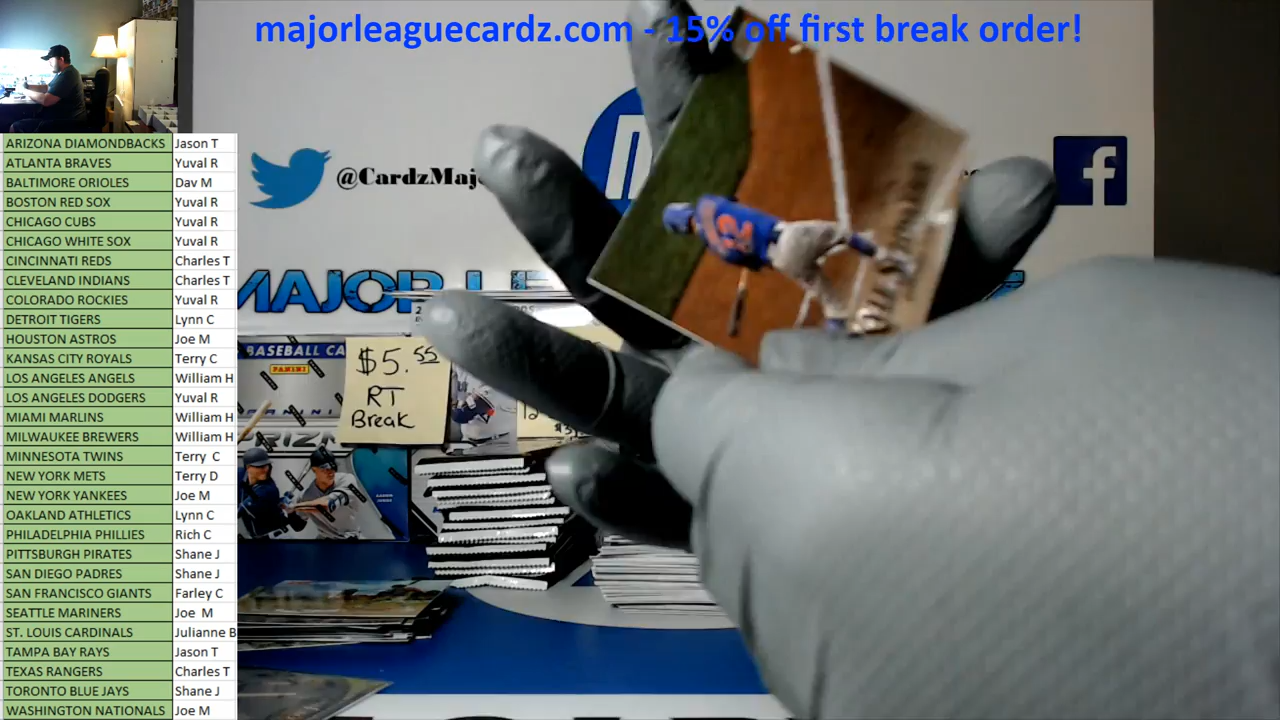 majorleaguecardz.com - 15% off first break order!
@CardzMaj
MAJOR LE
BASEBALL CA
PANINI
$5.55
RT
Break
12
ARIZONA DIAMONDBACKS Jason T
ATLANTA BRAVES Yuval R
BALTIMORE ORIOLES Dav M
BOSTON RED SOX Yuval R
CHICAGO CUBS Yuval R
CHICAGO WHITE SOX Yuval R
CINCINNATI REDS Charles T
CLEVELAND INDIANS Charles T
COLORADO ROCKIES Yuval R
DETROIT TIGERS Lynn C
HOUSTON ASTROS Joe M
KANSAS CITY ROYALS Terry C
LOS ANGELES ANGELS William H
LOS ANGELES DODGERS Yuval R
MIAMI MARLINS William H
MILWAUKEE BREWERS William H
MINNESOTA TWINS Terry C
NEW YORK METS Terry D
NEW YORK YANKEES Joe M
OAKLAND ATHLETICS Lynn C
PHILADELPHIA PHILLIES Rich C
PITTSBURGH PIRATES Shane J
SAN DIEGO PADRES Shane J
SAN FRANCISCO GIANTS Farley C
SEATTLE MARINERS Joe M
ST. LOUIS CARDINALS Julianne B
TAMPA BAY RAYS Jason T
TEXAS RANGERS Charles T
TORONTO BLUE JAYS Shane J
WASHINGTON NATIONALS Joe M